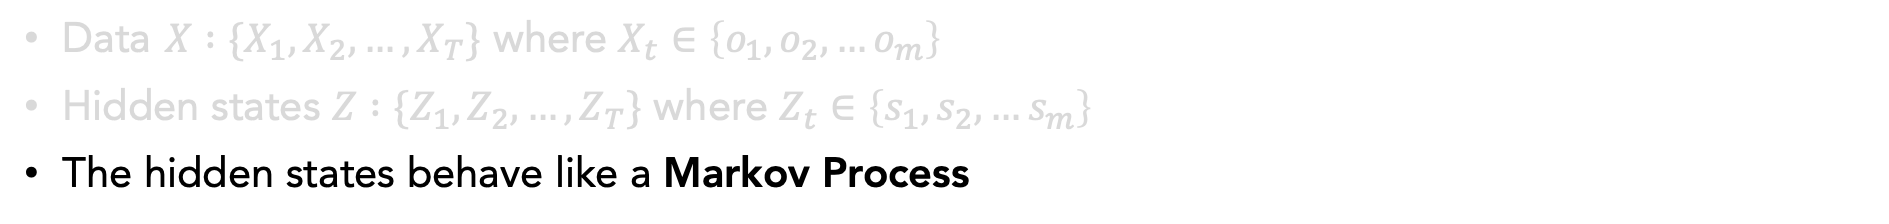 • Data 𝑋 : {𝑋₁, 𝑋₂, … , 𝑋_𝑇} where 𝑋_𝑡 ∈ {𝑜₁, 𝑜₂, … 𝑜_𝑚}
• Hidden states 𝑍 : {𝑍₁, 𝑍₂, … , 𝑍_𝑇} where 𝑍_𝑡 ∈ {𝑠₁, 𝑠₂, … 𝑠_𝑚}
• The hidden states behave like a Markov Process